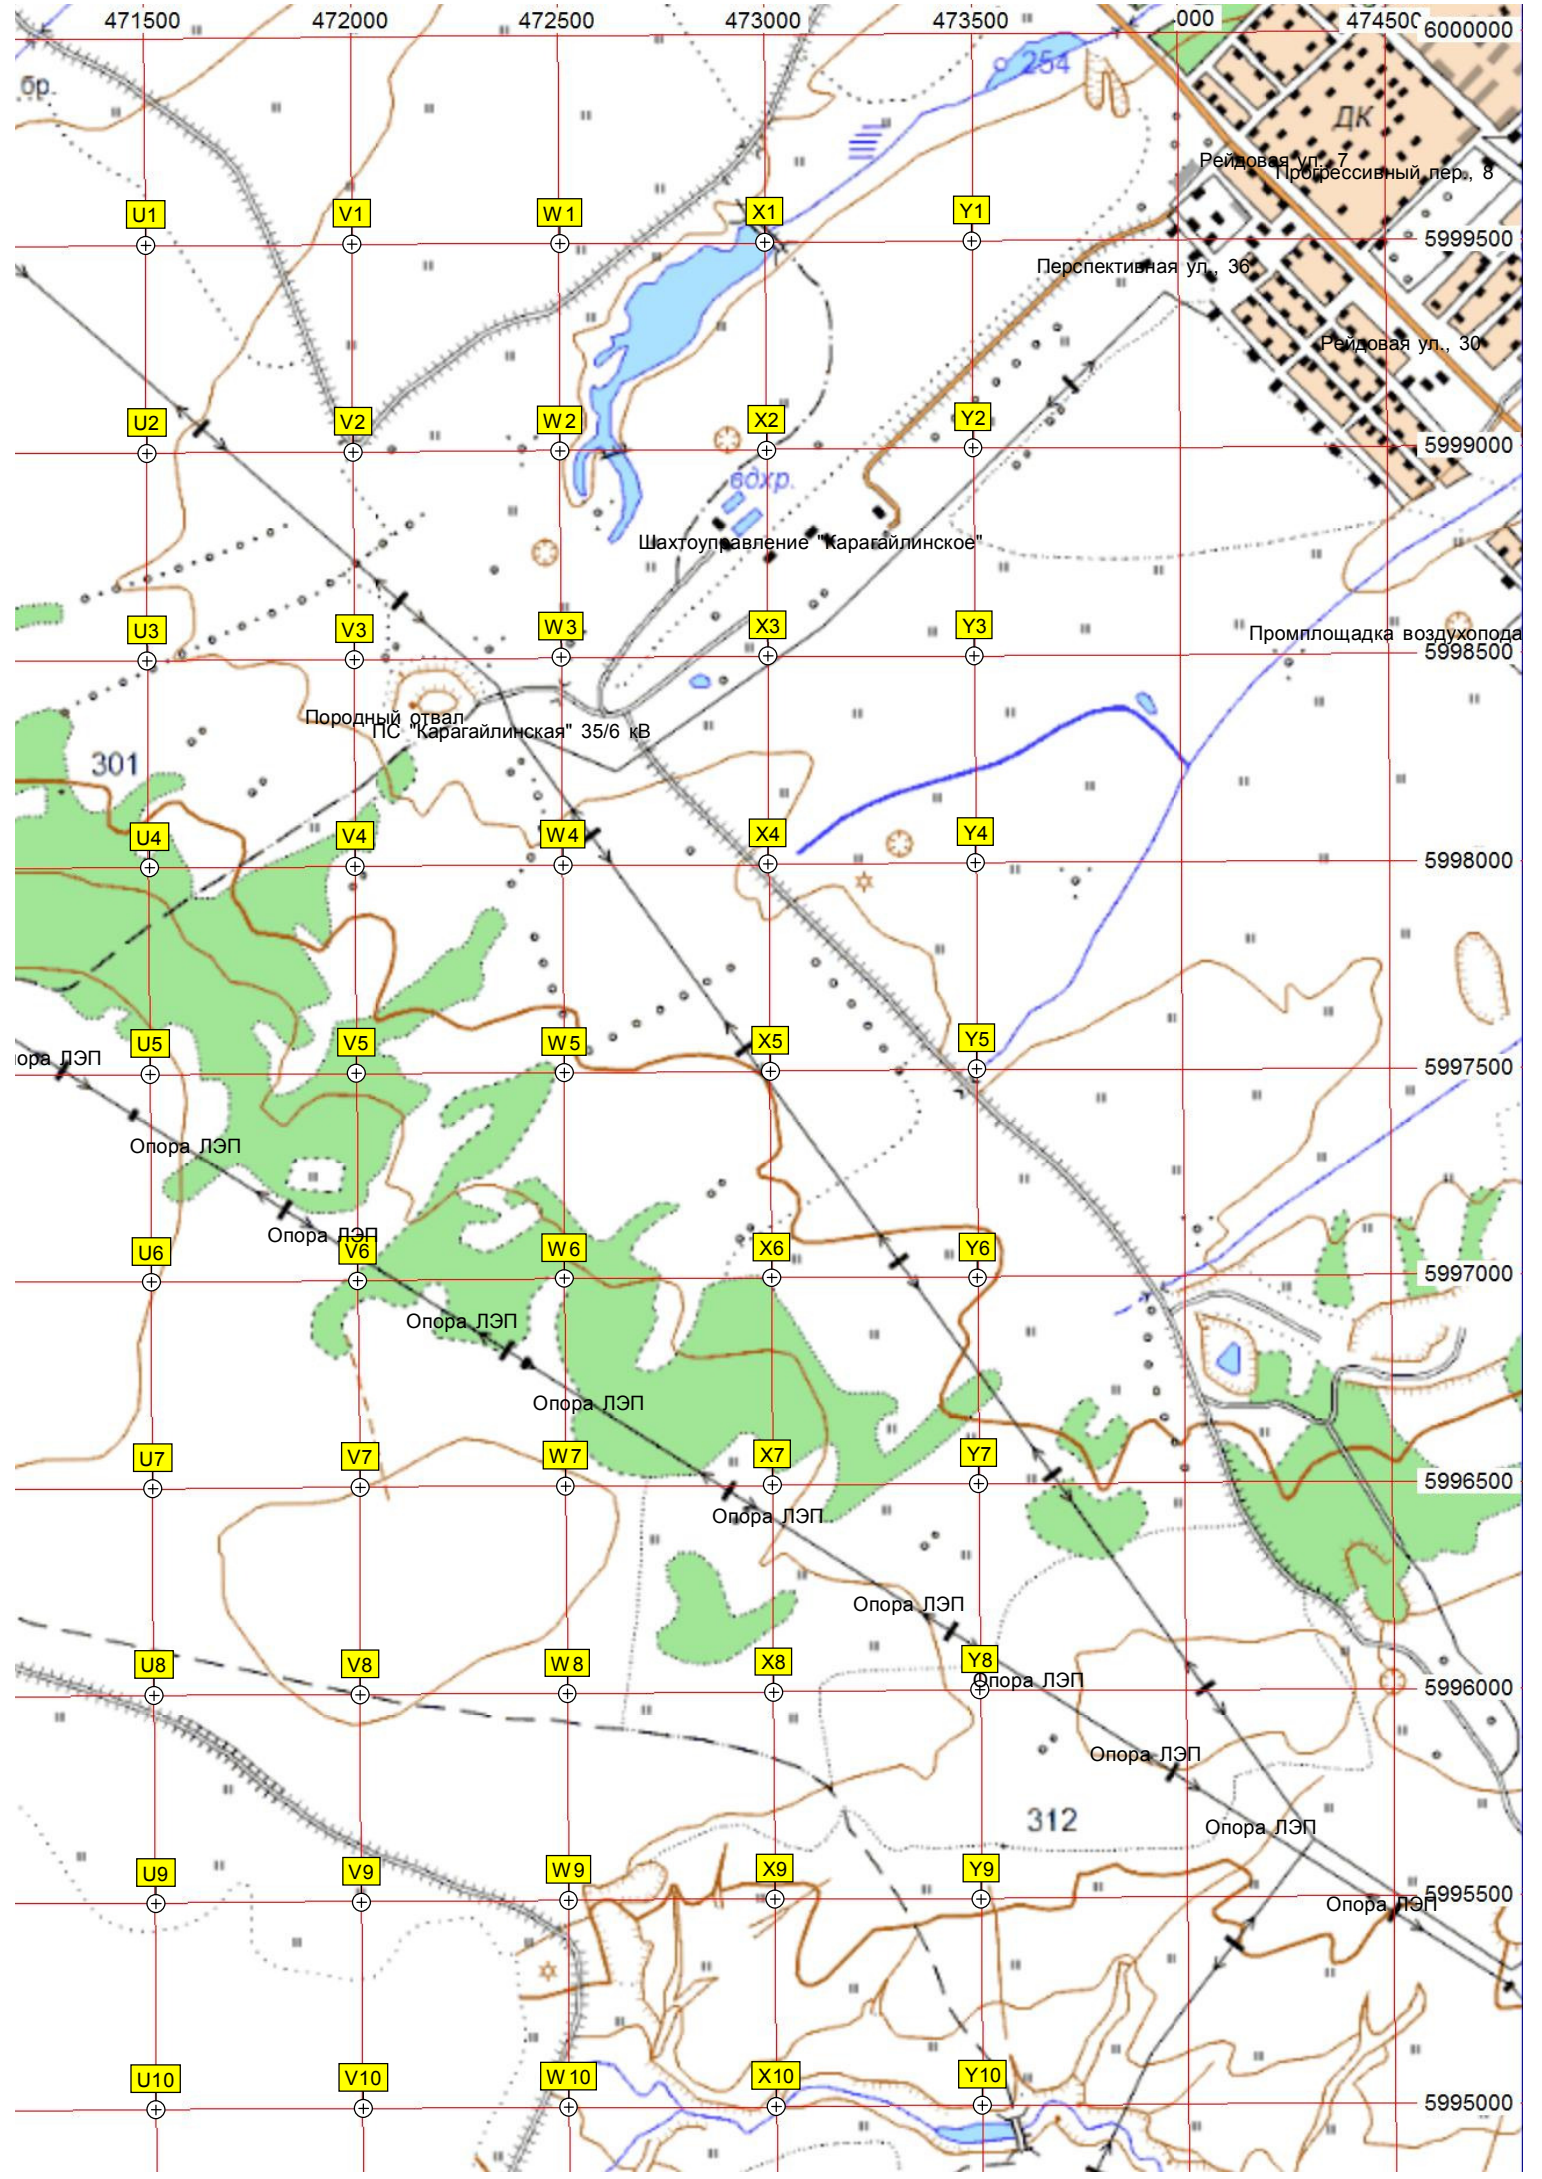 471500 472000 472500 473000 473500 000 474500
6000000
254
бр.
ДК
Рейдовая ул., 7
Прогрессивный пер., 8
U1 V1 W1 X1 Y1
5999500
Перспективная ул., 36
Рейдовая ул., 30
U2 V2 W2 X2 Y2
5999000
вдхр.
Шахтоуправление "Карагайлинское"
U3 V3 W3 X3 Y3
Промплощадка воздухопода
5998500
Породный отвал
ПС "Карагайлинская" 35/6 кВ
301
U4 V4 W4 X4 Y4
5998000
U5 V5 W5 X5 Y5
ора ЛЭП
5997500
Опора ЛЭП
Опора ЛЭП
U6 V6 W6 X6 Y6
5997000
Опора ЛЭП
Опора ЛЭП
U7 V7 W7 X7 Y7
5996500
Опора ЛЭП
Опора ЛЭП
U8 V8 W8 X8 Y8
Опора ЛЭП
5996000
Опора ЛЭП
312
Опора ЛЭП
U9 V9 W9 X9 Y9
5995500
Опора ЛЭП
U10 V10 W10 X10 Y10
5995000